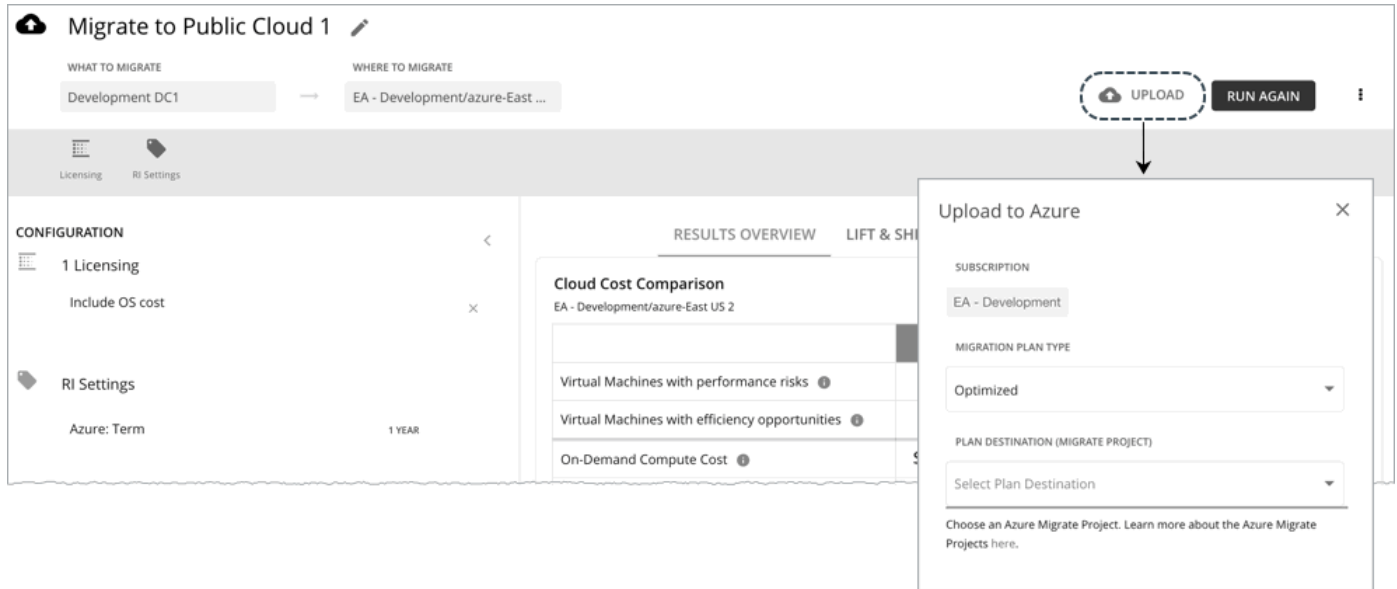 Migrate to Public Cloud 1
WHAT TO MIGRATE
WHERE TO MIGRATE
Development DC1
EA - Development/azure-East ...
UPLOAD
RUN AGAIN
Licensing
RI Settings
CONFIGURATION
1 Licensing
Include OS cost
RI Settings
Azure: Term
1 YEAR
RESULTS OVERVIEW
LIFT & SHI
Cloud Cost Comparison
EA - Development/azure-East US 2
Virtual Machines with performance risks
Virtual Machines with efficiency opportunities
On-Demand Compute Cost
Upload to Azure
SUBSCRIPTION
EA - Development
MIGRATION PLAN TYPE
Optimized
PLAN DESTINATION (MIGRATE PROJECT)
Select Plan Destination
Choose an Azure Migrate Project. Learn more about the Azure Migrate
Projects here.